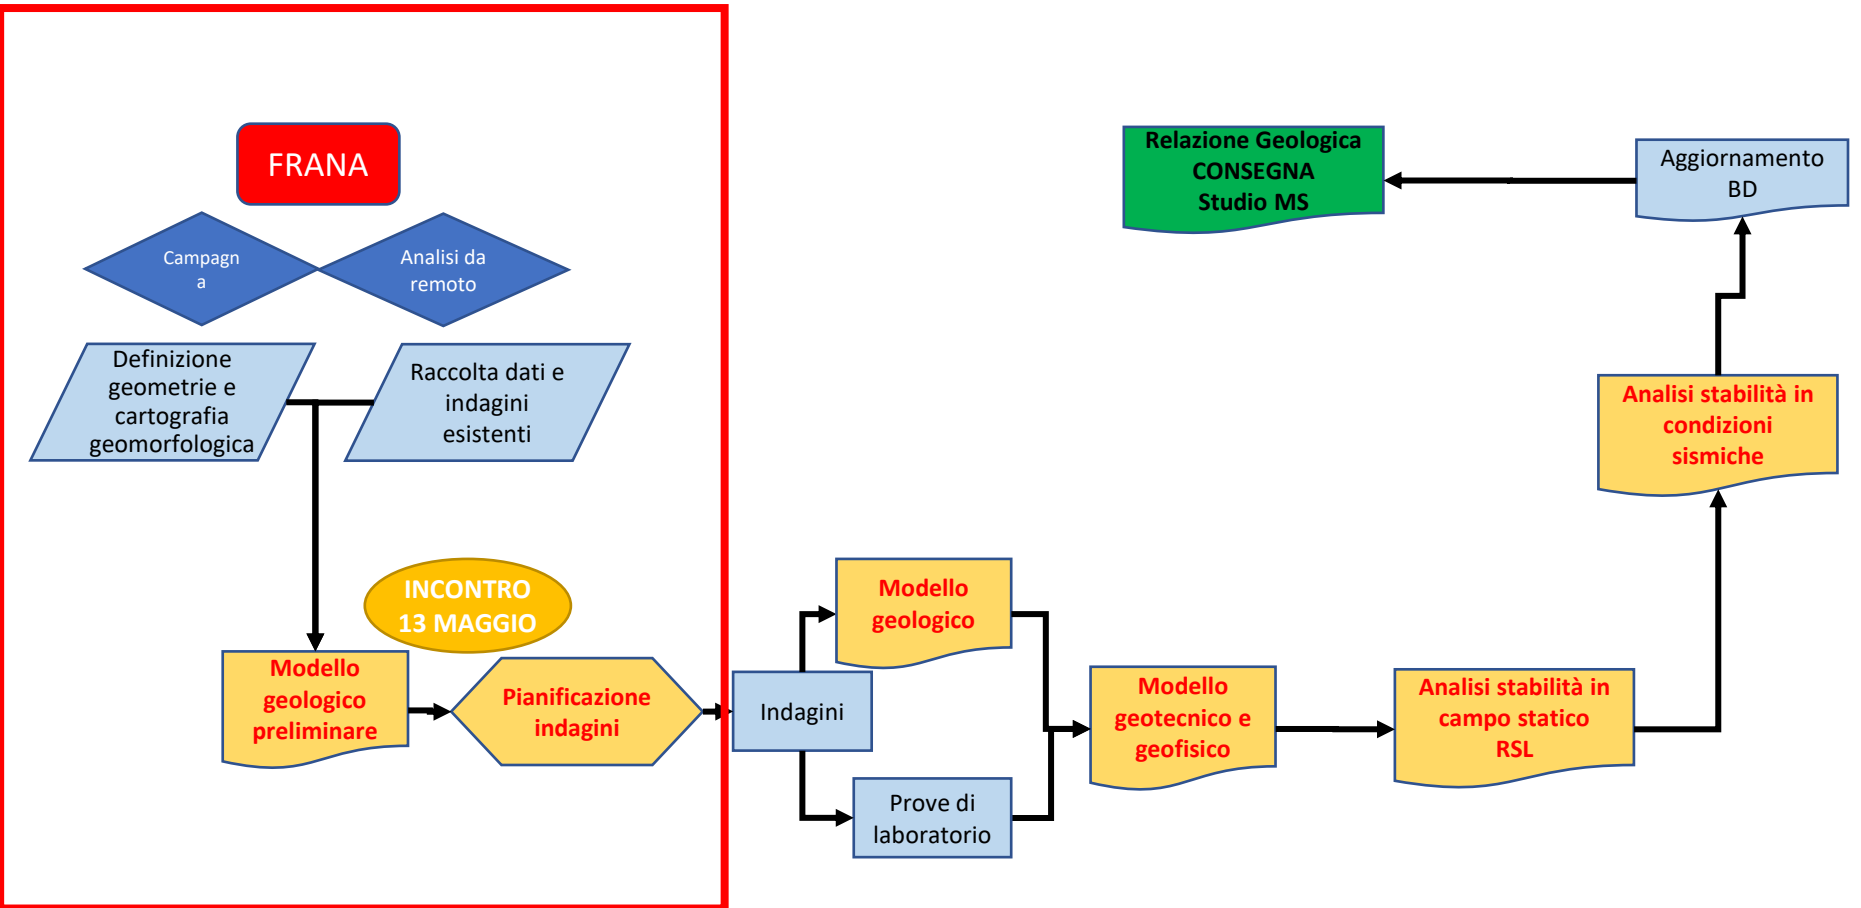 FRANA
Campagn
a
Analisi da
remoto
Definizione
geometrie e
cartografia
geomorfologica
Raccolta dati e
indagini
esistenti
INCONTRO
13 MAGGIO
Modello
geologico
preliminare
Pianificazione
indagini
Indagini
Modello
geologico
Prove di
laboratorio
Modello
geotecnico e
geofisico
Analisi stabilità in
campo statico
RSL
Analisi stabilità in
condizioni
sismiche
Aggiornamento
BD
Relazione Geologica
CONSEGNA
Studio MS